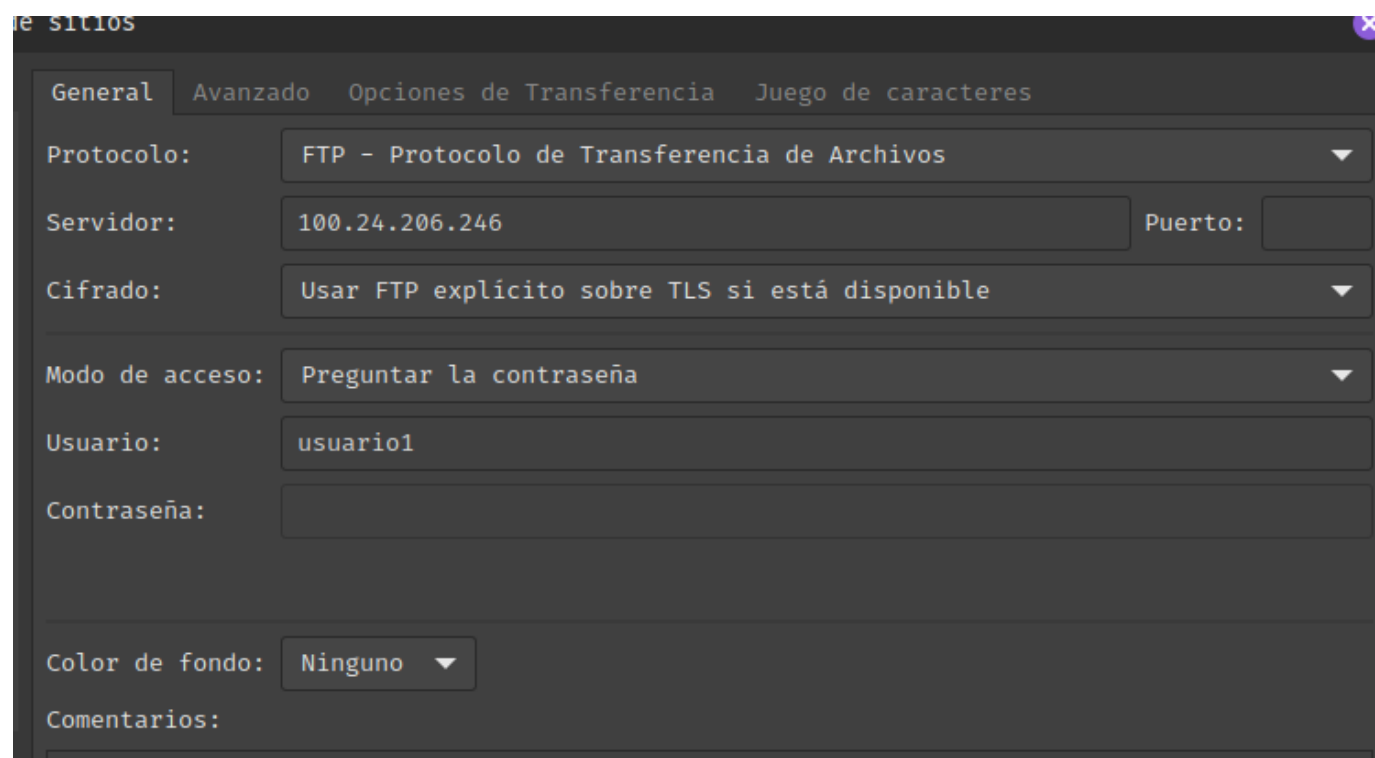 de sitios
General Avanzado Opciones de Transferencia Juego de caracteres
Protocolo: FTP - Protocolo de Transferencia de Archivos
Servidor: 100.24.206.246 Puerto:
Cifrado: Usar FTP explícito sobre TLS si está disponible
Modo de acceso: Preguntar la contraseña
Usuario: usuario1
Contraseña:
Color de fondo: Ninguno
Comentarios: